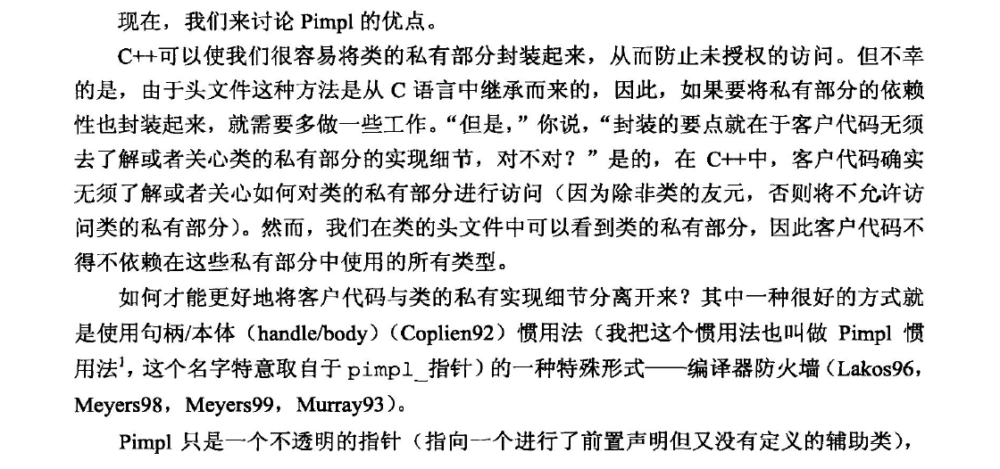 现在，我们来讨论 Pimpl 的优点。
C++可以使我们很容易将类的私有部分封装起来，从而防止未授权的访问。但不幸
的是，由于头文件这种方法是从 C 语言中继承而来的，因此，如果要将私有部分的依赖
性也封装起来，就需要多做一些工作。“但是，”你说，“封装的要点就在于客户代码无须
去了解或者关心类的私有部分的实现细节，对不对？”是的，在 C++中，客户代码确实
无须了解或者关心如何对类的私有部分进行访问（因为除非类的友元，否则将不允许访
问类的私有部分）。然而，我们在类的头文件中可以看到类的私有部分，因此客户代码不
得不依赖在这些私有部分中使用的所有类型。
如何才能更好地将客户代码与类的私有实现细节分离开来？其中一种很好的方式就
是使用句柄/本体（handle/body）（Coplien92）惯用法（我把这个惯用法也叫做 Pimpl 惯
用法¹，这个名字特意取自于 pimpl_指针）的一种特殊形式——编译器防火墙（Lakos96，
Meyers98，Meyers99，Murray93）。
Pimpl 只是一个不透明的指针（指向一个进行了前置声明但又没有定义的辅助类），